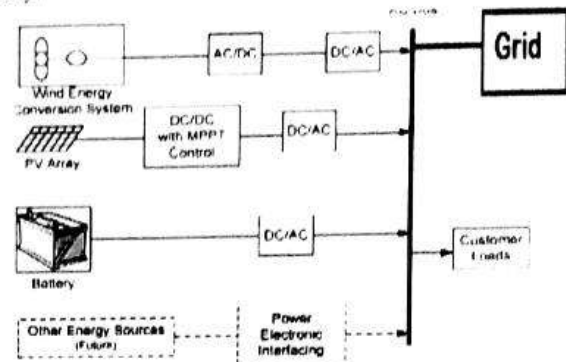 Grid
AC/DC
DC/AC
Wind Energy
Conversion System
DC/DC
with MPPT
Control
DC/AC
PV Array
DC/AC
Customer
Loads
Battery
Other Energy Sources
(Future)
Power
Electronic
Interfacing